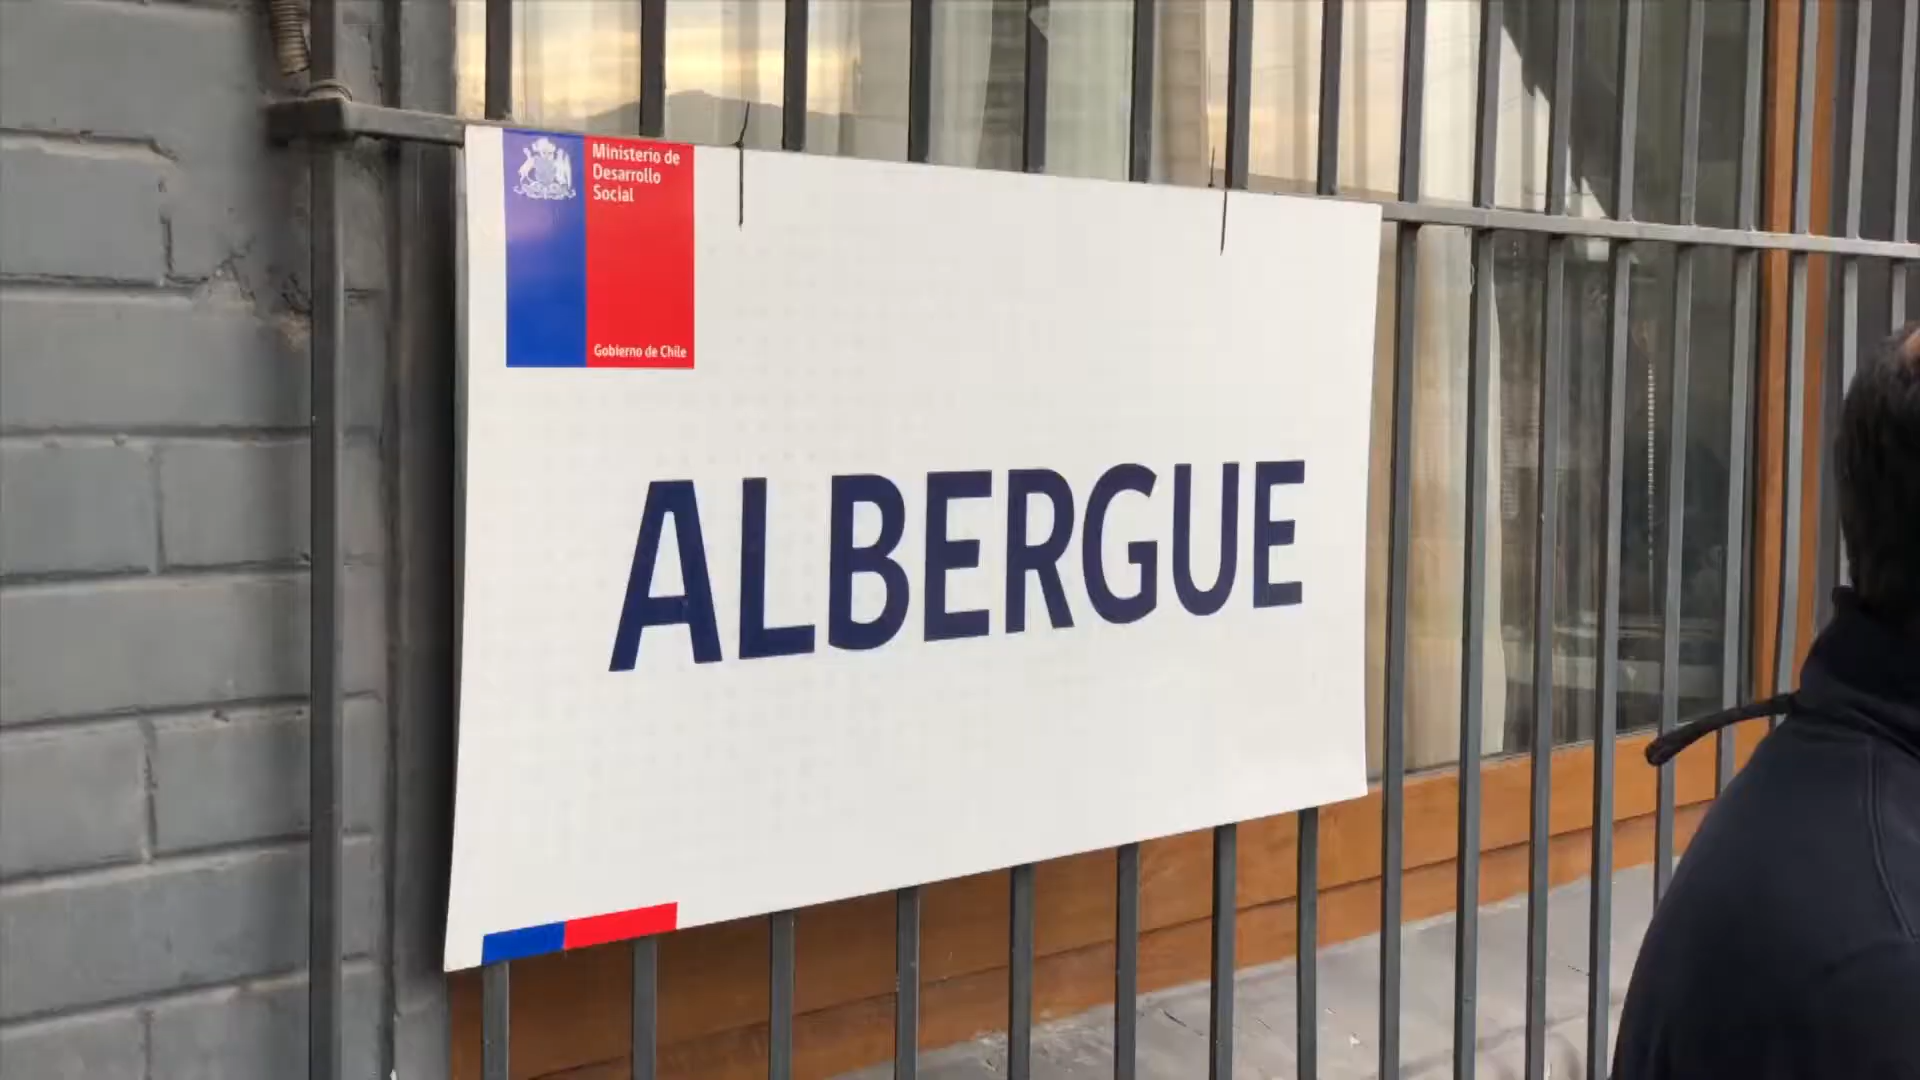 Ministerio de
Desarrollo
Social
Gobierno de Chile
ALBERGUE